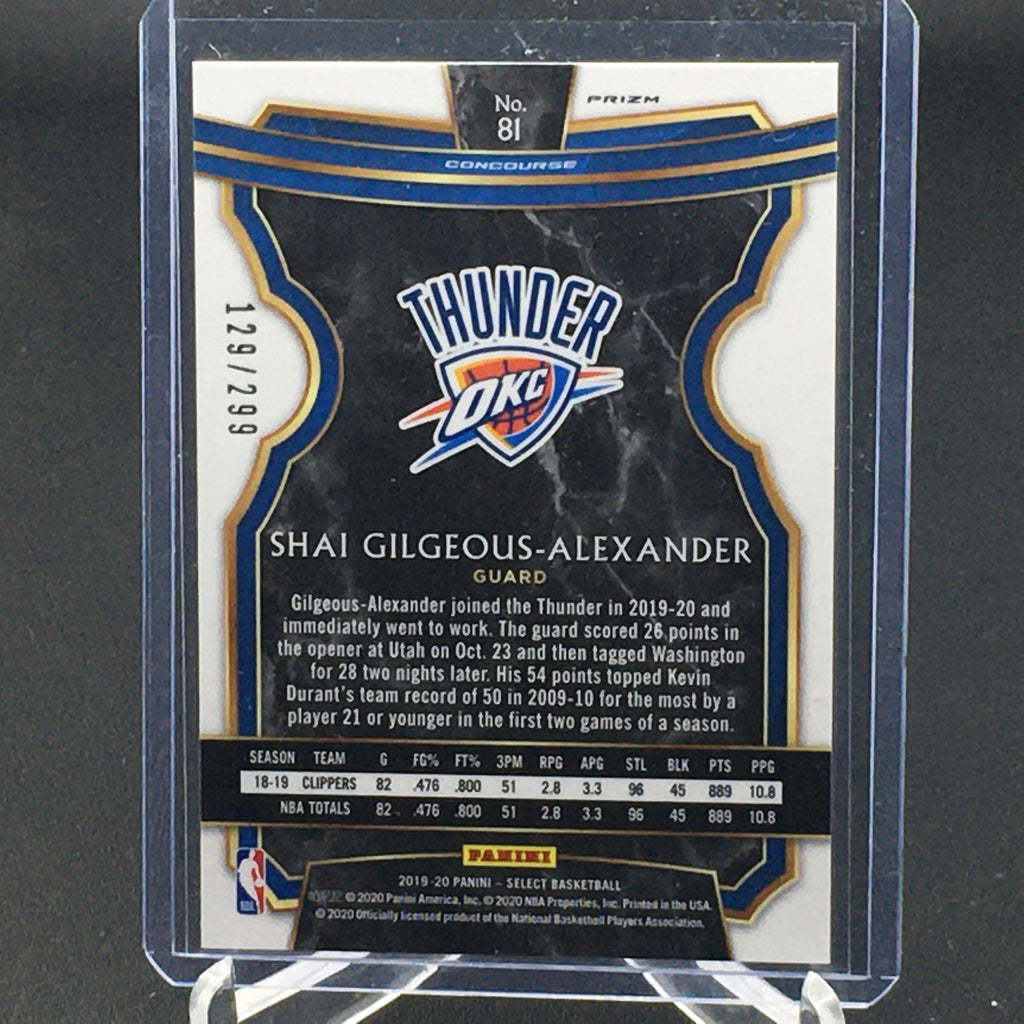 No.
81
PRIZM
CONCOURSE
129/299
THUNDER
OKC
SHAI GILGEOUS-ALEXANDER
GUARD
Gilgeous-Alexander joined the Thunder in 2019-20 and
immediately went to work. The guard scored 26 points in
the opener at Utah on Oct. 23 and then tagged Washington
for 28 two nights later. His 54 points topped Kevin
Durant's team record of 50 in 2009-10 for the most by a
player 21 or younger in the first two games of a season.
SEASON TEAM G FG% FT% 3PM RPG APG STL BLK PTS PPG
18-19 CLIPPERS 82 .476 .800 51 2.8 3.3 96 45 889 10.8
NBA TOTALS 82 .476 .800 51 2.8 3.3 96 45 889 10.8
PANINI
NBA
2019-20 PANINI – SELECT BASKETBALL
© 2020 Panini America, Inc. © 2020 NBA Properties, Inc. Printed in the USA.
© 2020 Officially licensed product of the National Basketball Players Association.